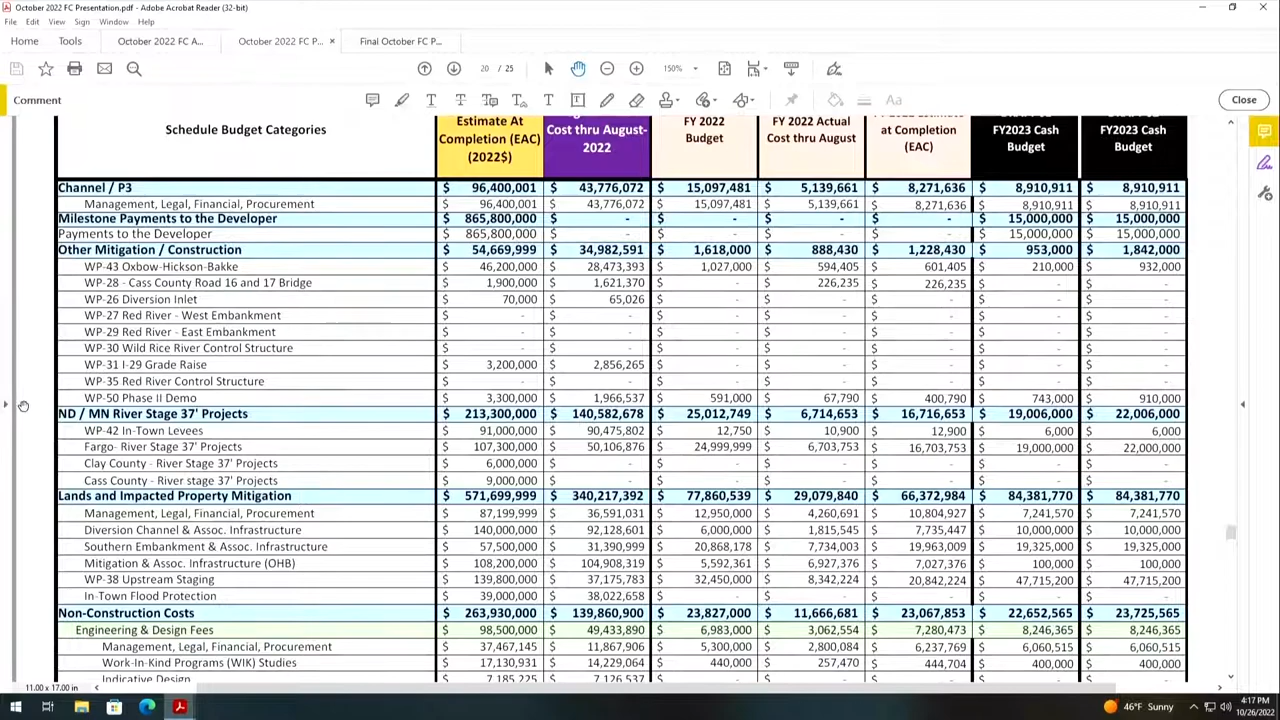 October 2022 FC Presentation.pdf - Adobe Acrobat Reader (32-bit)
File Edit View Sign Window Help
Home Tools October 2022 FC A... October 2022 FC P... × Final October FC P...
20 / 25 150%
Comment Close
Schedule Budget Categories
Estimate At Completion (EAC) (2022$)
Cost thru August-2022
FY 2022 Budget
FY 2022 Actual Cost thru August
at Completion (EAC)
FY2023 Cash Budget
FY2023 Cash Budget
Channel / P3 $ 96,400,001 $ 43,776,072 $ 15,097,481 $ 5,139,661 $ 8,271,636 $ 8,910,911 $ 8,910,911
Management, Legal, Financial, Procurement $ 96,400,001 $ 43,776,072 $ 15,097,481 $ 5,139,661 $ 8,271,636 $ 8,910,911 $ 8,910,911
Milestone Payments to the Developer $ 865,800,000 $ - $ - $ - $ - $ 15,000,000 $ 15,000,000
Payments to the Developer $ 865,800,000 $ - $ - $ - $ - $ 15,000,000 $ 15,000,000
Other Mitigation / Construction $ 54,669,999 $ 34,982,591 $ 1,618,000 $ 888,430 $ 1,228,430 $ 953,000 $ 1,842,000
WP-43 Oxbow-Hickson-Bakke $ 46,200,000 $ 28,473,393 $ 1,027,000 $ 594,405 $ 601,405 $ 210,000 $ 932,000
WP-28 - Cass County Road 16 and 17 Bridge $ 1,900,000 $ 1,621,370 $ - $ 226,235 $ 226,235 $ - $ -
WP-26 Diversion Inlet $ 70,000 $ 65,026 $ - $ - $ - $ - $ -
WP-27 Red River - West Embankment $ - $ - $ - $ - $ - $ - $ -
WP-29 Red River - East Embankment $ - $ - $ - $ - $ - $ - $ -
WP-30 Wild Rice River Control Structure $ - $ - $ - $ - $ - $ - $ -
WP-31 I-29 Grade Raise $ 3,200,000 $ 2,856,265 $ - $ - $ - $ - $ -
WP-35 Red River Control Structure $ - $ - $ - $ - $ - $ - $ -
WP-50 Phase II Demo $ 3,300,000 $ 1,966,537 $ 591,000 $ 67,790 $ 400,790 $ 743,000 $ 910,000
ND / MN River Stage 37' Projects $ 213,300,000 $ 140,582,678 $ 25,012,749 $ 6,714,653 $ 16,716,653 $ 19,006,000 $ 22,006,000
WP-42 In-Town Levees $ 91,000,000 $ 90,475,802 $ 12,750 $ 10,900 $ 12,900 $ 6,000 $ 6,000
Fargo- River Stage 37' Projects $ 107,300,000 $ 50,106,876 $ 24,999,999 $ 6,703,753 $ 16,703,753 $ 19,000,000 $ 22,000,000
Clay County - River Stage 37' Projects $ 6,000,000 $ - $ - $ - $ - $ - $ -
Cass County - River stage 37' Projects $ 9,000,000 $ - $ - $ - $ - $ - $ -
Lands and Impacted Property Mitigation $ 571,699,999 $ 340,217,392 $ 77,860,539 $ 29,079,840 $ 66,372,984 $ 84,381,770 $ 84,381,770
Management, Legal, Financial, Procurement $ 87,199,999 $ 36,591,031 $ 12,950,000 $ 4,260,691 $ 10,804,927 $ 7,241,570 $ 7,241,570
Diversion Channel & Assoc. Infrastructure $ 140,000,000 $ 92,128,601 $ 6,000,000 $ 1,815,545 $ 7,735,447 $ 10,000,000 $ 10,000,000
Southern Embankment & Assoc. Infrastructure $ 57,500,000 $ 31,390,999 $ 20,868,178 $ 7,734,003 $ 19,963,009 $ 19,325,000 $ 19,325,000
Mitigation & Assoc. Infrastructure (OHB) $ 108,200,000 $ 104,908,319 $ 5,592,361 $ 6,927,376 $ 7,027,376 $ 100,000 $ 100,000
WP-38 Upstream Staging $ 139,800,000 $ 37,175,783 $ 32,450,000 $ 8,342,224 $ 20,842,224 $ 47,715,200 $ 47,715,200
In-Town Flood Protection $ 39,000,000 $ 38,022,658 $ - $ - $ - $ - $ -
Non-Construction Costs $ 263,930,000 $ 139,860,900 $ 23,827,000 $ 11,666,681 $ 23,067,853 $ 22,652,565 $ 23,725,565
Engineering & Design Fees $ 98,500,000 $ 49,433,890 $ 6,983,000 $ 3,062,554 $ 7,280,473 $ 8,246,365 $ 8,246,365
Management, Legal, Financial, Procurement $ 37,467,145 $ 11,867,906 $ 5,300,000 $ 2,800,084 $ 6,237,769 $ 6,060,515 $ 6,060,515
Work-In-Kind Programs (WIK) Studies $ 17,130,931 $ 14,229,064 $ 440,000 $ 257,470 $ 444,704 $ 400,000 $ 400,000
Indicative Design $ 7,185,225 $ 7,126,537 $ - $ - $ - $ - $ -
11.00 x 17.00 in
46°F Sunny 4:17 PM
10/26/2022